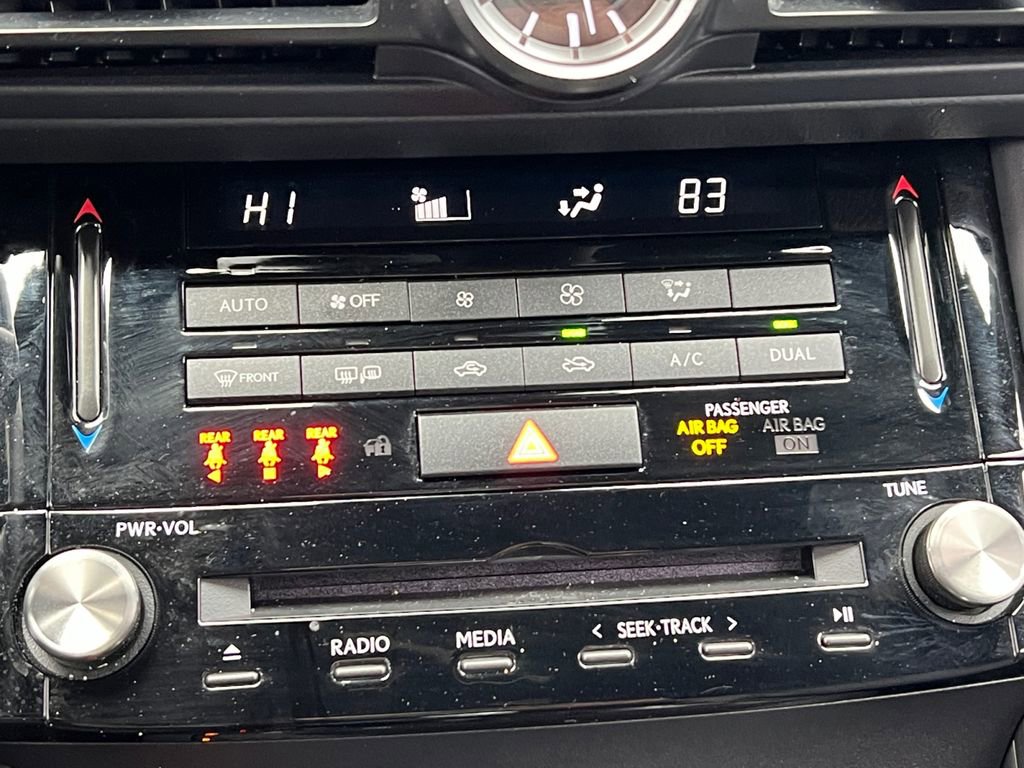 HI 83
AUTO OFF
FRONT A/C DUAL
REAR REAR REAR
PASSENGER
AIR BAG OFF AIR BAG ON
PWR·VOL TUNE
RADIO MEDIA < SEEK·TRACK >